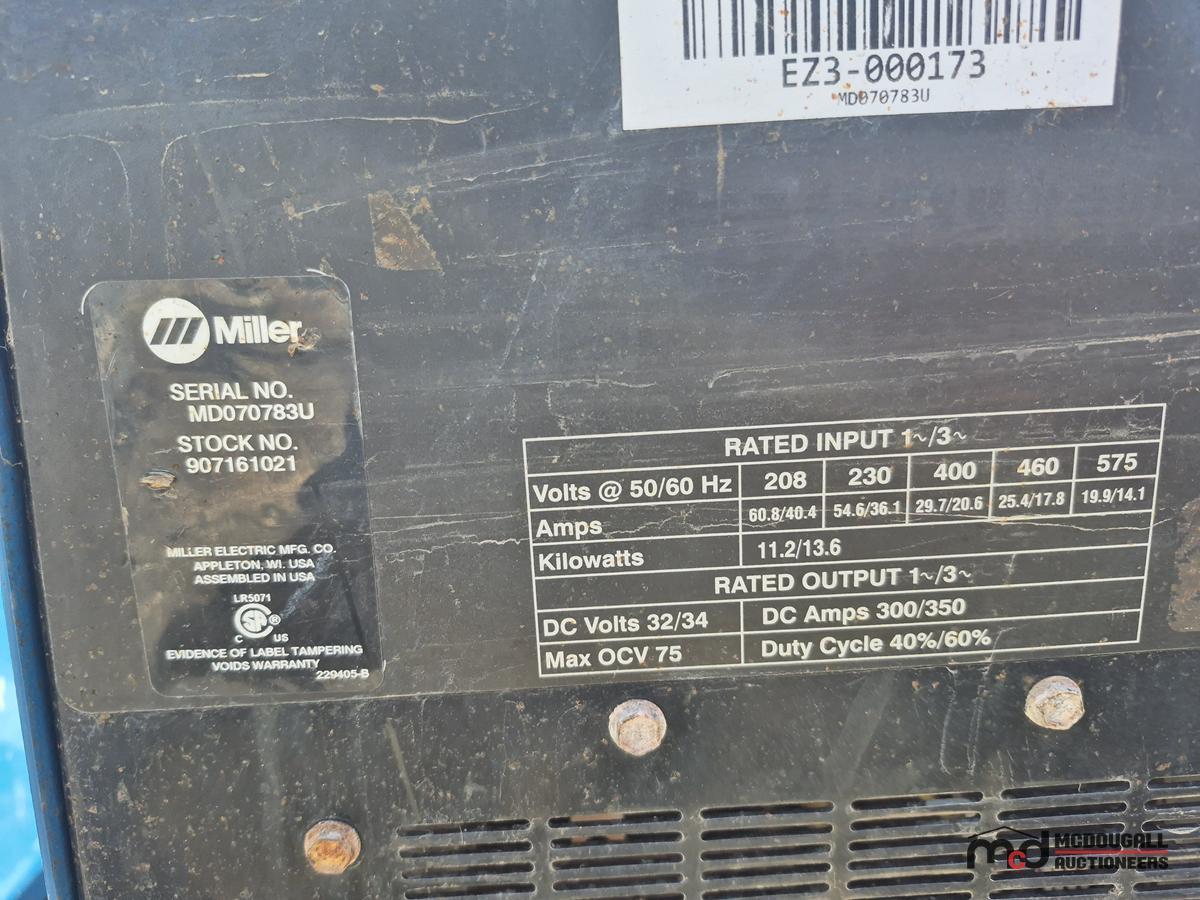 EZ3-000173
MD070783U
Miller
SERIAL NO.
MD070783U
STOCK NO.
907161021
MILLER ELECTRIC MFG. CO.
APPLETON, WI. USA
ASSEMBLED IN USA
LR5071
SP®
C US
EVIDENCE OF LABEL TAMPERING
VOIDS WARRANTY
229405-B
RATED INPUT 1~/3~
Volts @ 50/60 Hz 208 230 400 460 575
Amps 60.8/40.4 54.6/36.1 29.7/20.6 25.4/17.8 19.9/14.1
Kilowatts 11.2/13.6
RATED OUTPUT 1~/3~
DC Volts 32/34 DC Amps 300/350
Max OCV 75 Duty Cycle 40%/60%
mcd MCDOUGALL
AUCTIONEERS